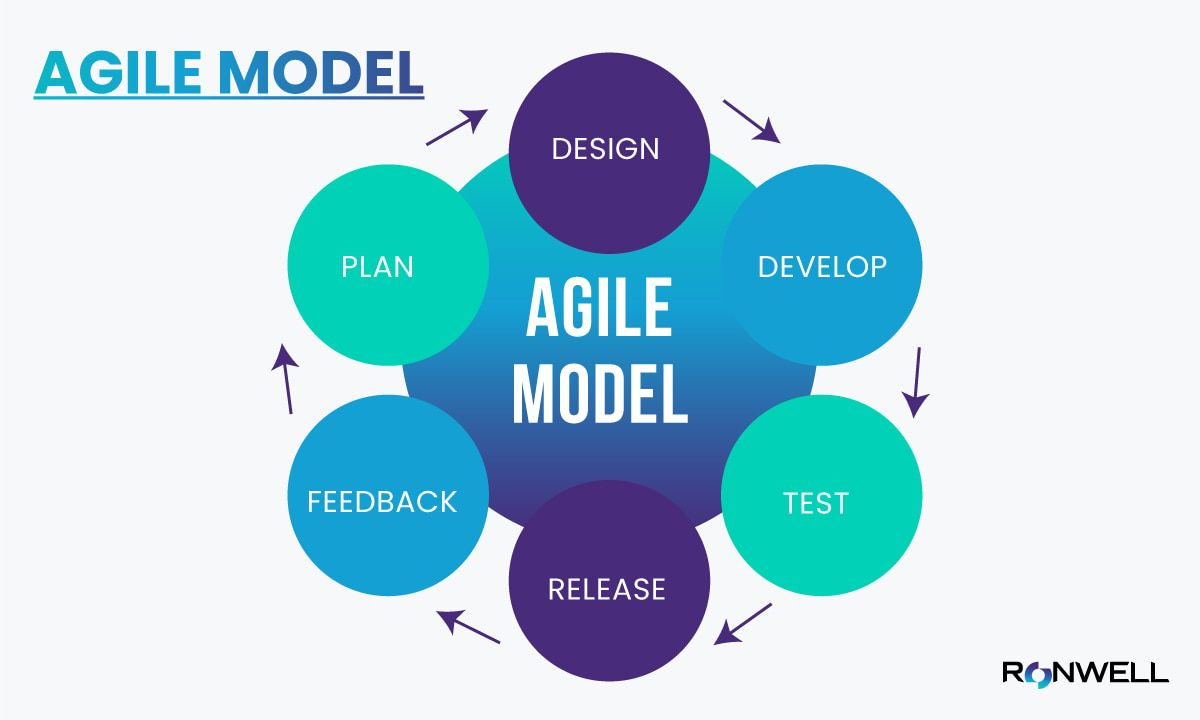 AGILE MODEL
DESIGN
PLAN
DEVELOP
AGILE
MODEL
FEEDBACK
TEST
RELEASE
RONWELL